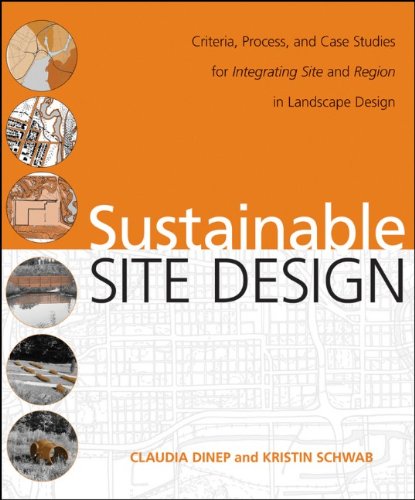 Criteria, Process, and Case Studies
for Integrating Site and Region
in Landscape Design
Sustainable
SITE DESIGN
CLAUDIA DINEP and KRISTIN SCHWAB